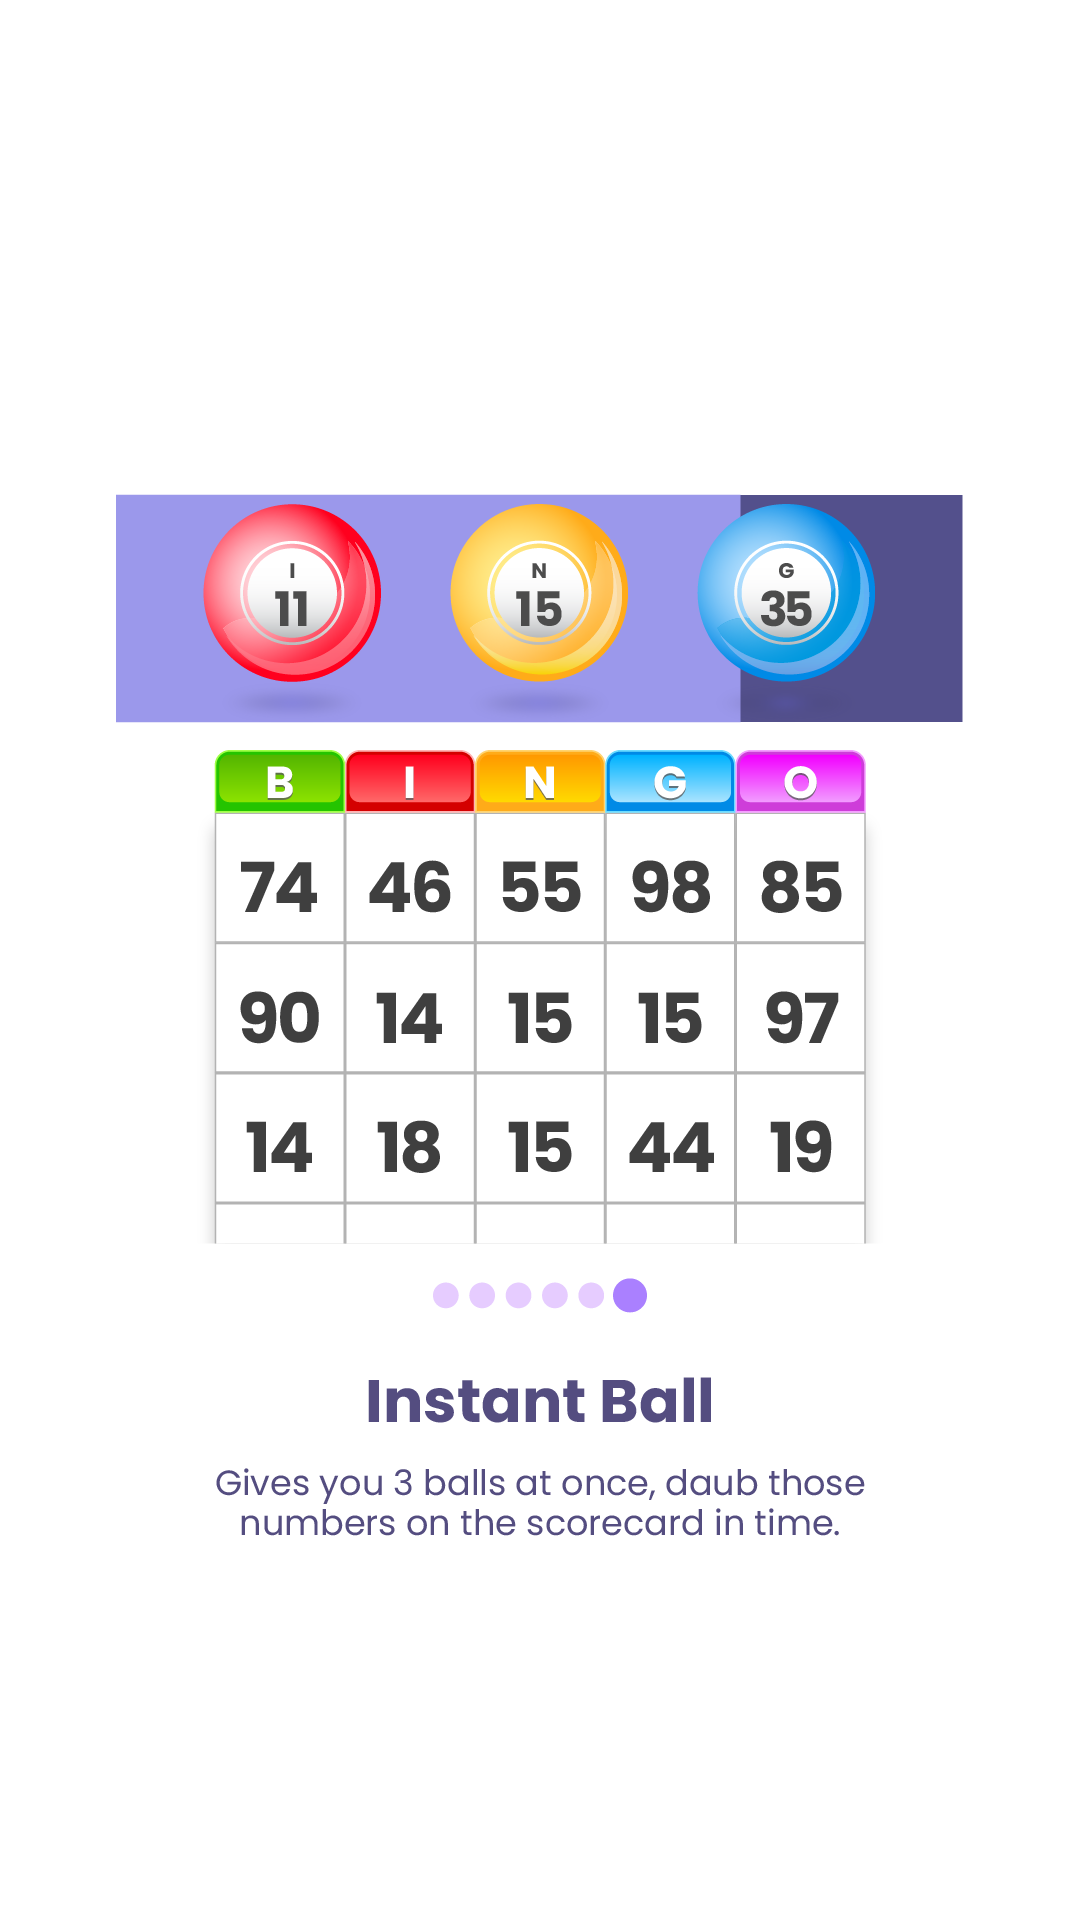 I N G
11 15 35
B I N G O
74 46 55 98 85
90 14 15 15 97
14 18 15 44 19
Instant Ball
Gives you 3 balls at once, daub those
numbers on the scorecard in time.